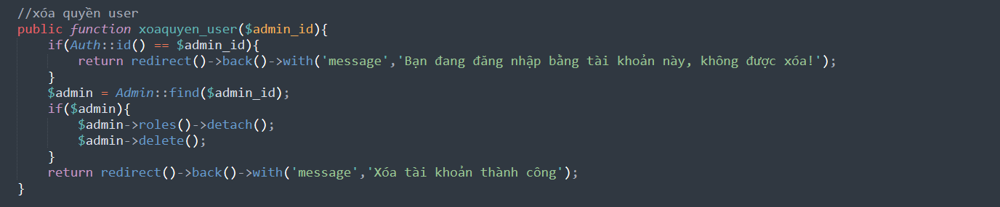 //xóa quyền user
public function xoaquyen_user($admin_id){
    if(Auth::id() == $admin_id){
        return redirect()->back()->with('message','Bạn đang đăng nhập bằng tài khoản này, không được xóa!');
    }
    $admin = Admin::find($admin_id);
    if($admin){
        $admin->roles()->detach();
        $admin->delete();
    }
    return redirect()->back()->with('message','Xóa tài khoản thành công');
}